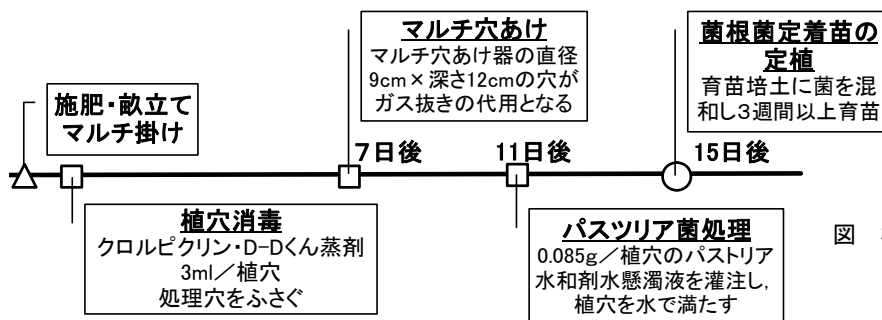 施肥・畝立て
マルチ掛け
植穴消毒
クロルピクリン・D-Dくん蒸剤
3ml／植穴
処理穴をふさぐ
マルチ穴あけ
マルチ穴あけ器の直径
9cm×深さ12cmの穴が
ガス抜きの代用となる
7日後
11日後
パスツリア菌処理
0.085g／植穴のパストリア
水和剤水懸濁液を灌注し,
植穴を水で満たす
菌根菌定着苗の
定植
育苗培土に菌を混
和し3週間以上育苗
15日後
図